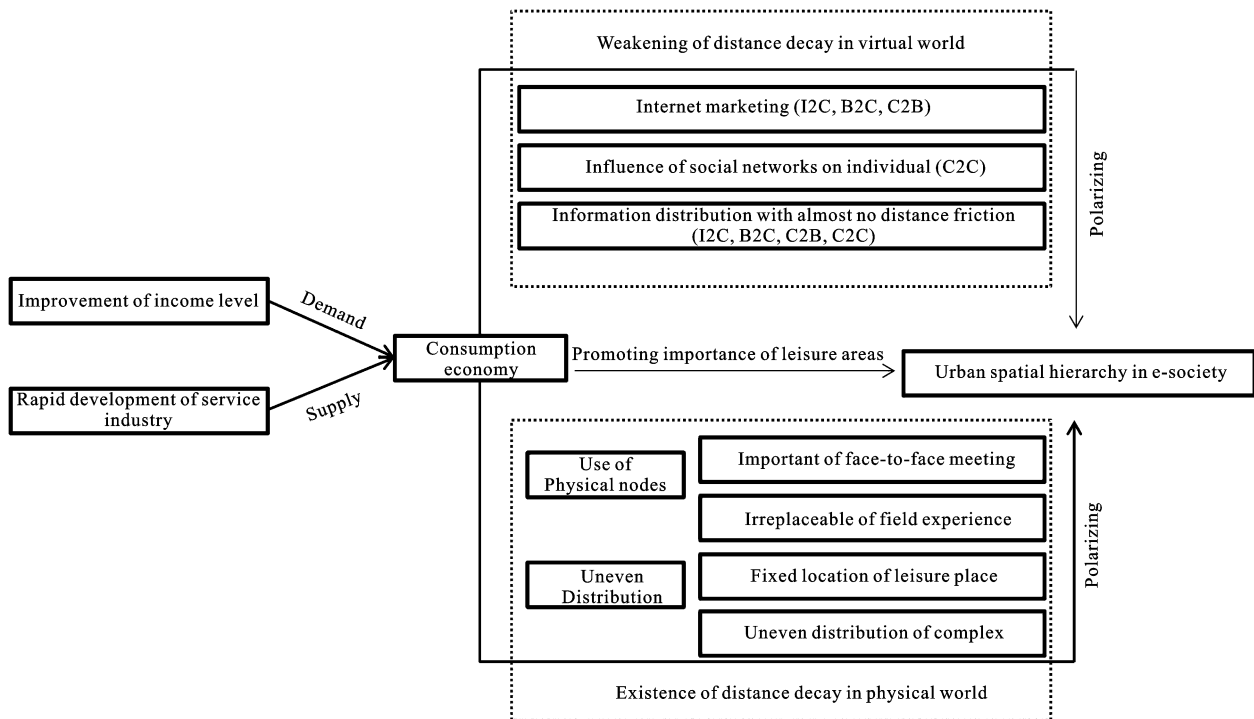 Weakening of distance decay in virtual world
Internet marketing (I2C, B2C, C2B)
Influence of social networks on individual (C2C)
Information distribution with almost no distance friction
(I2C, B2C, C2B, C2C)
Polarizing
Improvement of income level
Demand
Rapid development of service
industry
Supply
Consumption
economy
Promoting importance of leisure areas
Urban spatial hierarchy in e-society
Use of
Physical nodes
Important of face-to-face meeting
Irreplaceable of field experience
Uneven
Distribution
Fixed location of leisure place
Uneven distribution of complex
Polarizing
Existence of distance decay in physical world